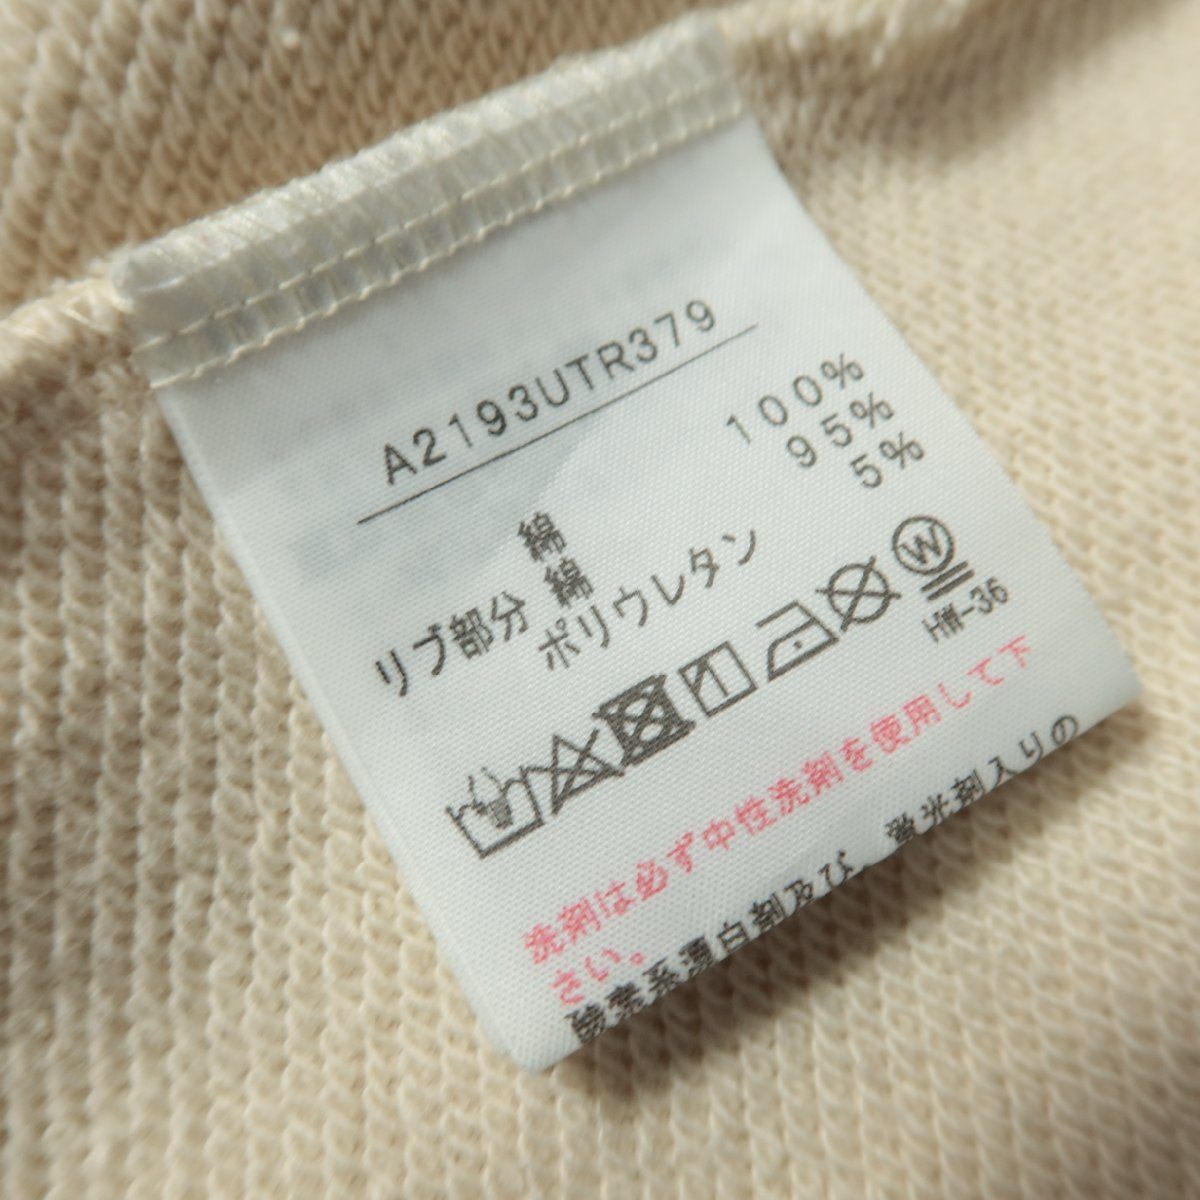 A2193UTR379
綿 100%
リブ部分 綿 95%
ポリウレタン 5%
W
HW-36
洗剤は必ず中性洗剤を使用して下
さい。
酸素系漂白剤及び、蛍光剤入りの